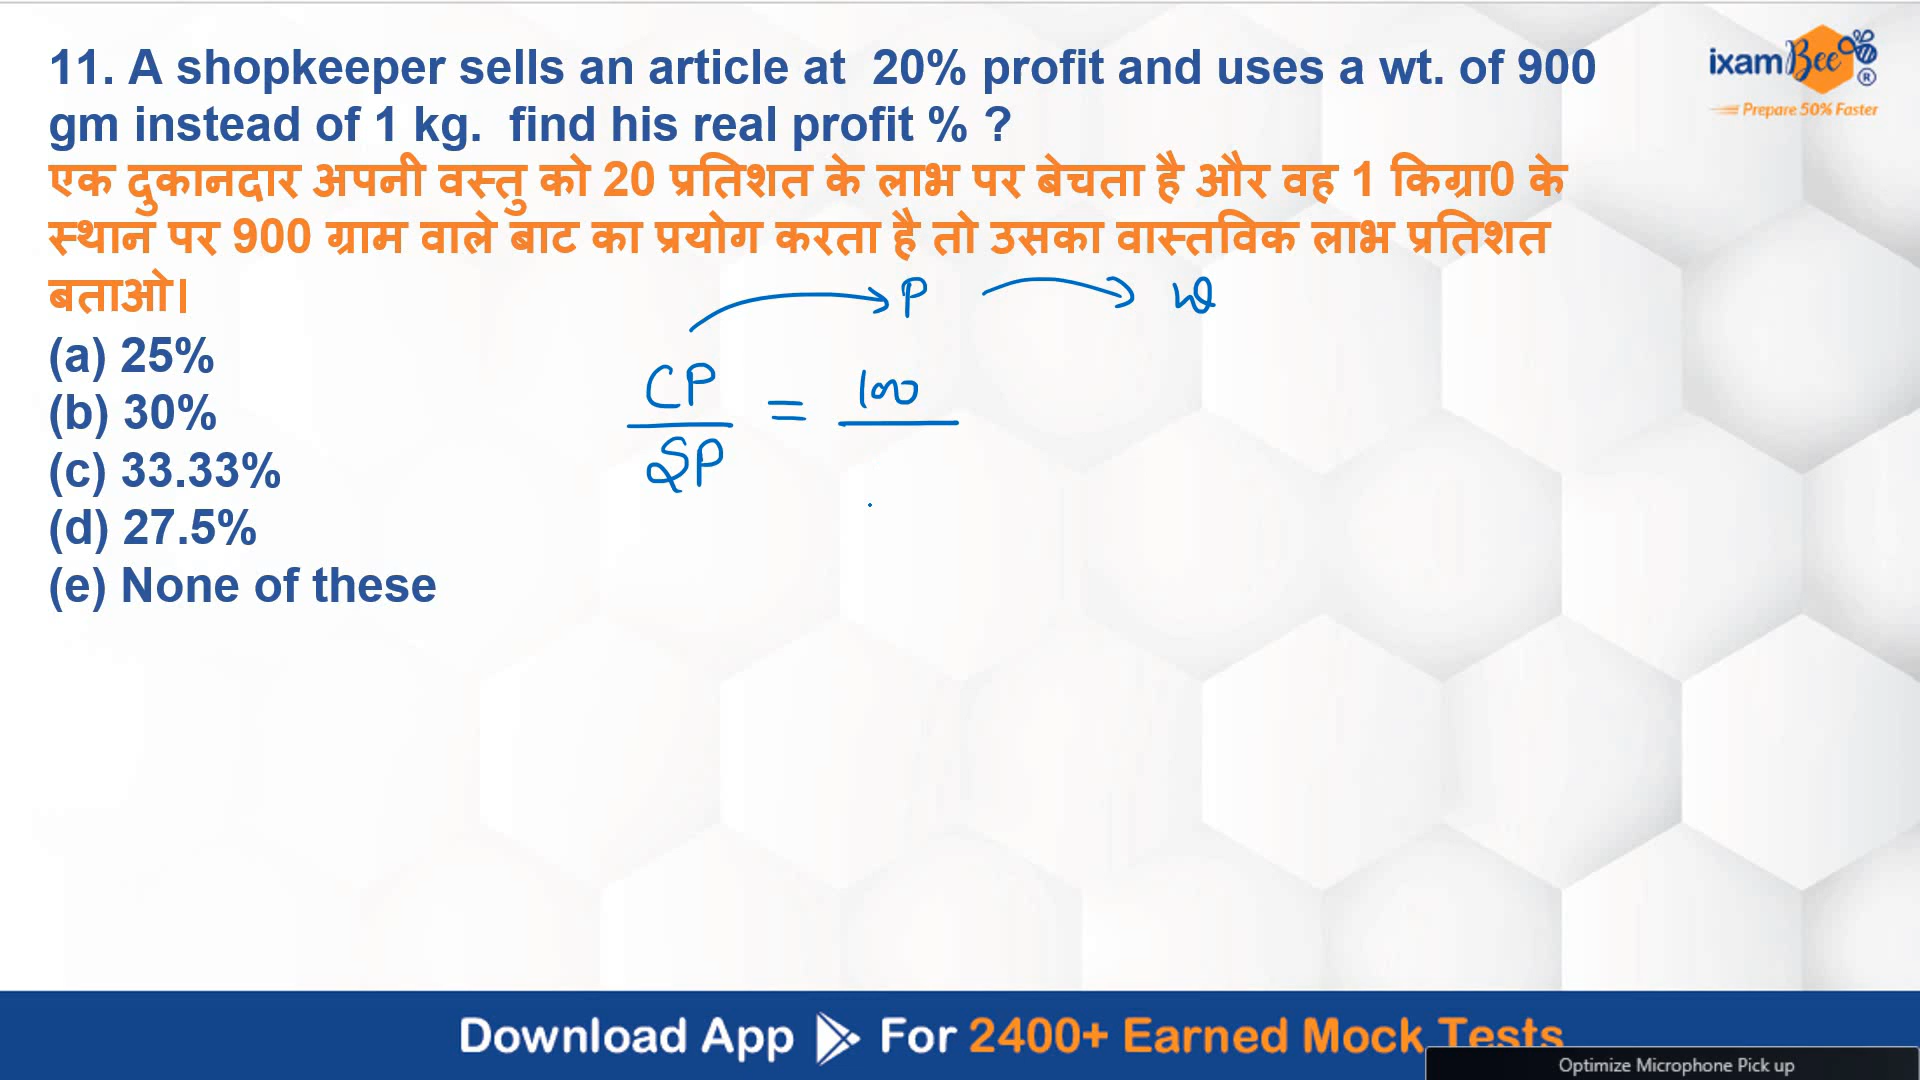 11. A shopkeeper sells an article at 20% profit and uses a wt. of 900
gm instead of 1 kg. find his real profit % ?
एक दुकानदार अपनी वस्तु को 20 प्रतिशत के लाभ पर बेचता है और वह 1 किग्रा0 के
स्थान पर 900 ग्राम वाले बाट का प्रयोग करता है तो उसका वास्तविक लाभ प्रतिशत
बताओ।
(a) 25%
(b) 30%
(c) 33.33%
(d) 27.5%
(e) None of these
P
CP
SP
=
100
ixamBee®
Prepare 50% Faster
Download App For 2400+ Earned Mock Tests
Optimize Microphone Pick up